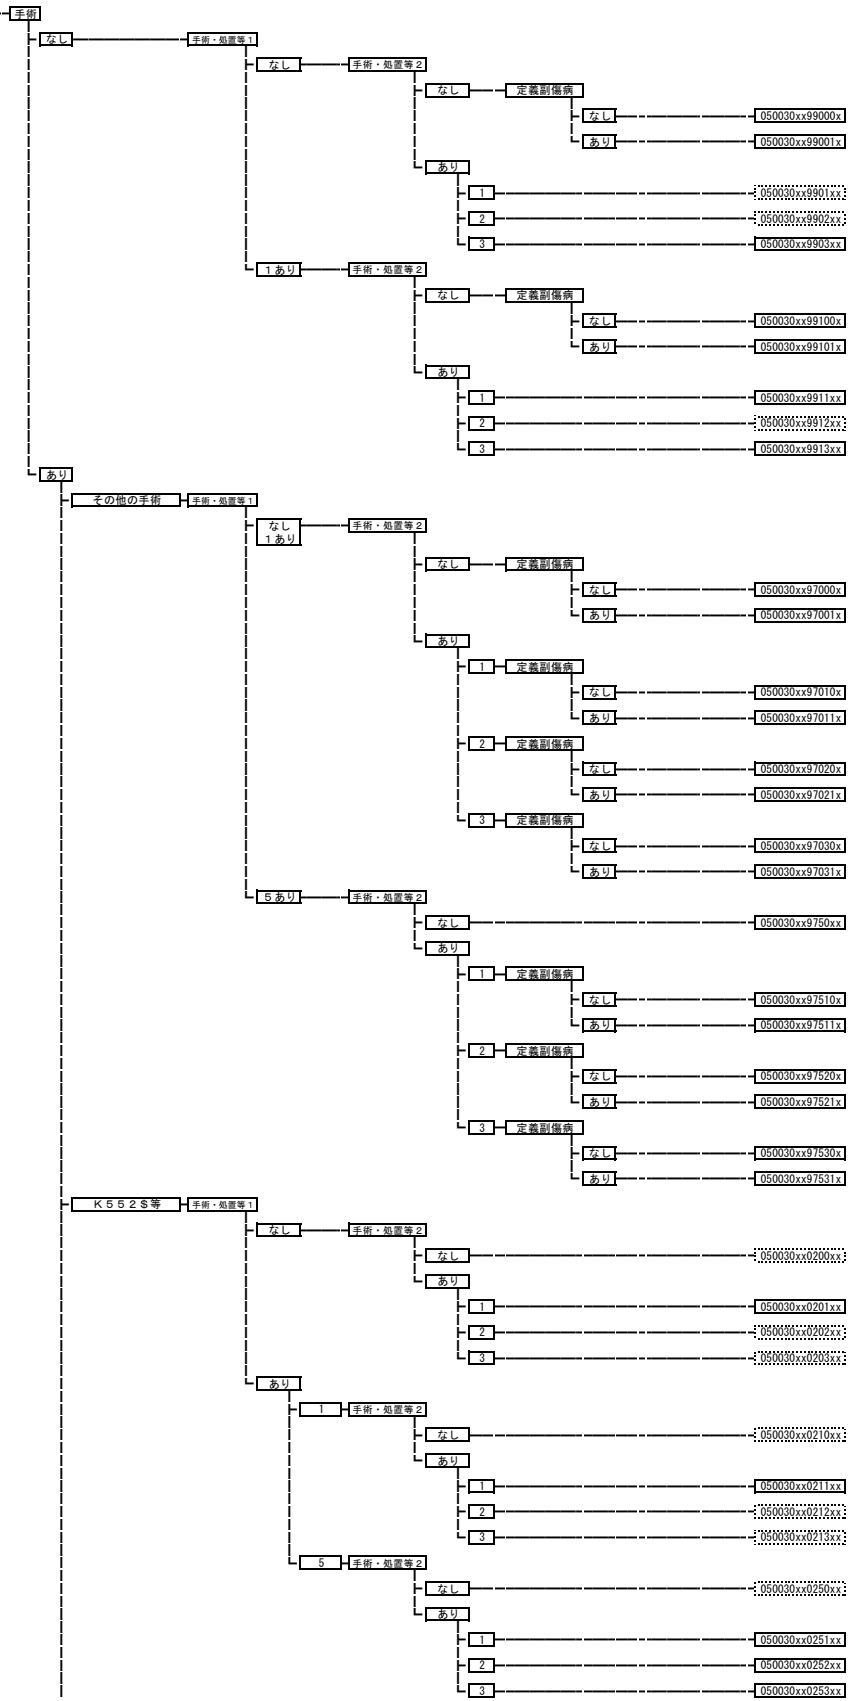 手術
なし 手術・処置等1
なし 手術・処置等2
なし 定義副傷病
なし 050030xx99000x
あり 050030xx99001x
あり
1 050030xx9901xx
2 050030xx9902xx
3 050030xx9903xx
1あり 手術・処置等2
なし 定義副傷病
なし 050030xx99100x
あり 050030xx99101x
あり
1 050030xx9911xx
2 050030xx9912xx
3 050030xx9913xx
あり
その他の手術 手術・処置等1
なし 手術・処置等2
1あり
なし 定義副傷病
なし 050030xx97000x
あり 050030xx97001x
あり
1 定義副傷病
なし 050030xx97010x
あり 050030xx97011x
2 定義副傷病
なし 050030xx97020x
あり 050030xx97021x
3 定義副傷病
なし 050030xx97030x
あり 050030xx97031x
5あり 手術・処置等2
なし 050030xx9750xx
あり
1 定義副傷病
なし 050030xx97510x
あり 050030xx97511x
2 定義副傷病
なし 050030xx97520x
あり 050030xx97521x
3 定義副傷病
なし 050030xx97530x
あり 050030xx97531x
K552$等 手術・処置等1
なし 手術・処置等2
なし 050030xx0200xx
あり
1 050030xx0201xx
2 050030xx0202xx
3 050030xx0203xx
あり
1 手術・処置等2
なし 050030xx0210xx
あり
1 050030xx0211xx
2 050030xx0212xx
3 050030xx0213xx
5 手術・処置等2
なし 050030xx0250xx
あり
1 050030xx0251xx
2 050030xx0252xx
3 050030xx0253xx